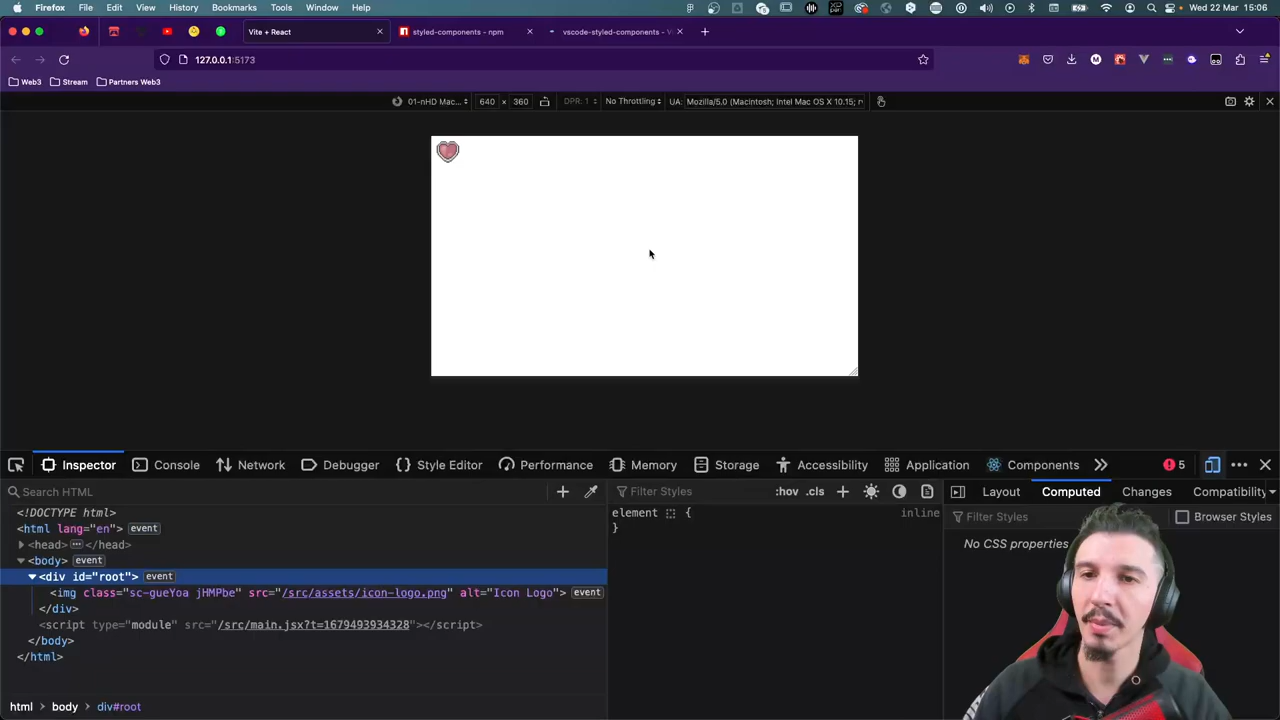 Firefox File Edit View History Bookmarks Tools Window Help Wed 22 Mar 15:06
Vite + React styled-components - npm vscode-styled-components - V
127.0.0.1:5173
Web3 Stream Partners Web3
01-nHD Mac... 640 × 360 DPR: 1 No Throttling UA: Mozilla/5.0 (Macintosh; Intel Mac OS X 10.15; r
Inspector Console Network Debugger Style Editor Performance Memory Storage Accessibility Application Components 5
Search HTML Filter Styles :hov .cls Layout Computed Changes Compatibility
<!DOCTYPE html> element { inline
<html lang="en"> event } Filter Styles Browser Styles
<head> ··· </head> No CSS properties
<body> event
<div id="root"> event
<img class="sc-gueYoa jHMPbe" src="/src/assets/icon-logo.png" alt="Icon Logo"> event
</div>
<script type="module" src="/src/main.jsx?t=1679493934328"></script>
</body>
</html>
html body div#root